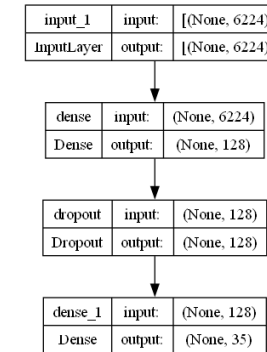 input_1 input: [(None, 6224)
InputLayer output: [(None, 6224)
dense input: (None, 6224)
Dense output: (None, 128)
dropout input: (None, 128)
Dropout output: (None, 128)
dense_1 input: (None, 128)
Dense output: (None, 35)